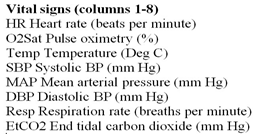 Vital signs (columns 1-8)
HR Heart rate (beats per minute)
O2Sat Pulse oximetry (%)
Temp Temperature (Deg C)
SBP Systolic BP (mm Hg)
MAP Mean arterial pressure (mm Hg)
DBP Diastolic BP (mm Hg)
Resp Respiration rate (breaths per minute)
EtCO2 End tidal carbon dioxide (mm Hg)